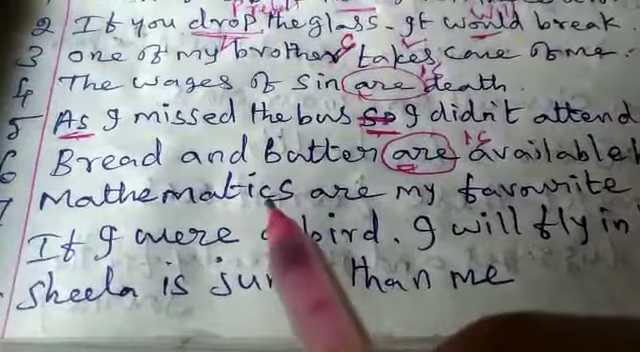 2 If you drop the glass. It would break.
3 One of my brother s takes care of me.
4 The wages of sin are death.
5 As I missed the bus so I didn't attend
6 Bread and batter are is available
7 Mathematics are my favourite
If I were a bird. I will fly in
Sheela is than me